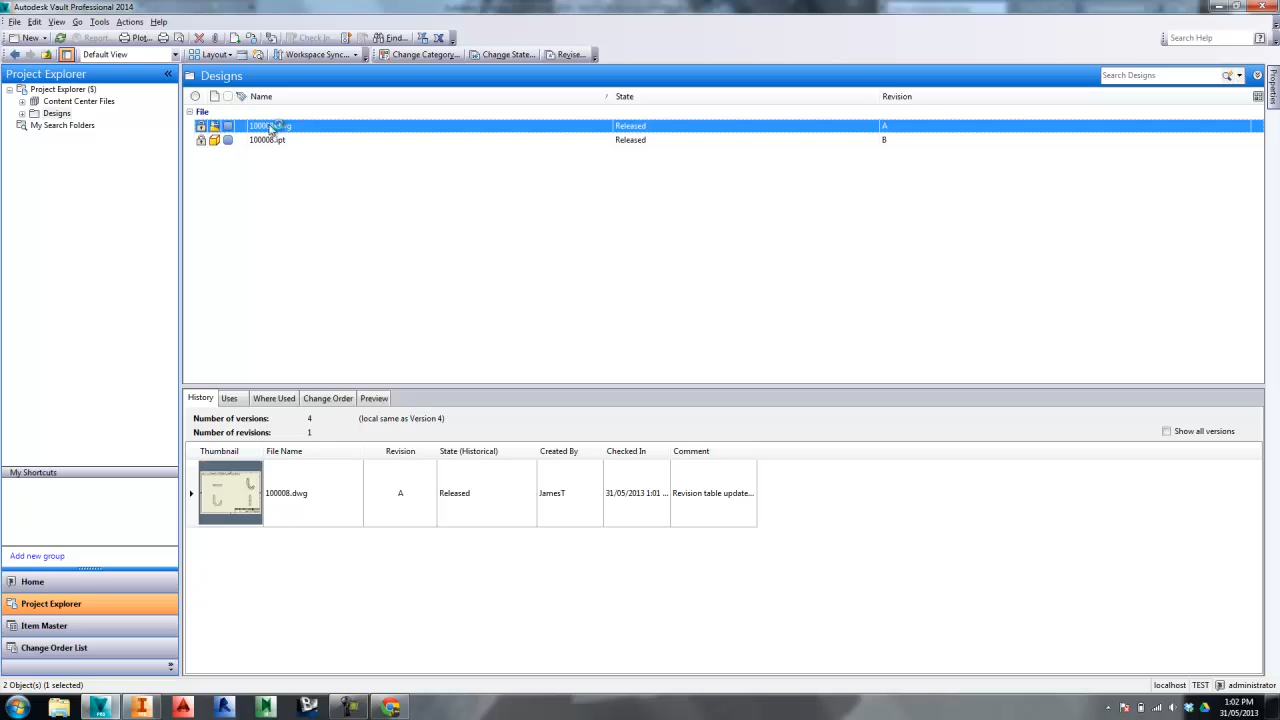 Autodesk Vault Professional 2014
File Edit View Go Tools Actions Help
New Report... Plot... Check In... Find... Search Help
Default View Layout Workspace Sync... Change Category... Change State... Revise...
Project Explorer
Project Explorer ($)
Content Center Files
Designs
My Search Folders
My Shortcuts
Add new group
Home
Project Explorer
Item Master
Change Order List
Designs Search Designs
Name State Revision
File
Released A
100008.ipt Released B
Properties
History Uses Where Used Change Order Preview
Number of versions: 4 (local same as Version 4)
Number of revisions: 1
Show all versions
Thumbnail File Name Revision State (Historical) Created By Checked In Comment
100008.dwg A Released JamesT 31/05/2013 1:01 ... Revision table update...
2 Object(s) (1 selected) localhost TEST administrator
1:02 PM
31/05/2013